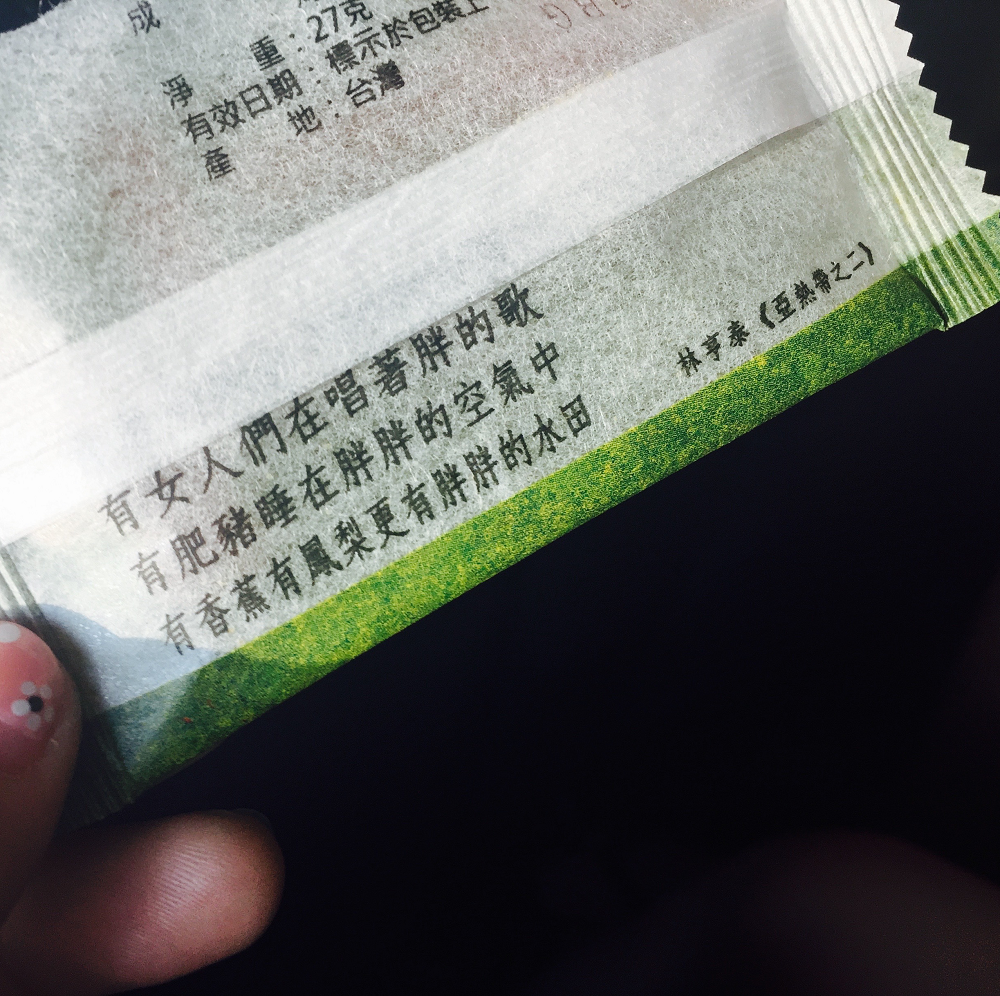 成
淨 重：27克
有效日期：標示於包裝上
產 地：台灣
有女人們在唱著胖的歌
有肥豬睡在胖胖的空氣中
有香蕉有鳳梨更有胖胖的水田
林亨泰《亞熱帶之二》